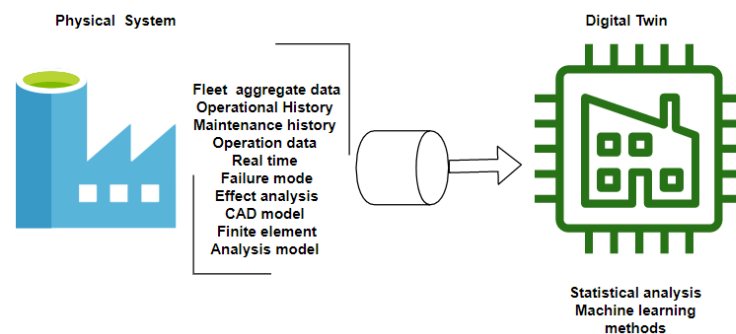 Physical System
Digital Twin
Fleet aggregate data
Operational History
Maintenance history
Operation data
Real time
Failure mode
Effect analysis
CAD model
Finite element
Analysis model
Statistical analysis
Machine learning
methods